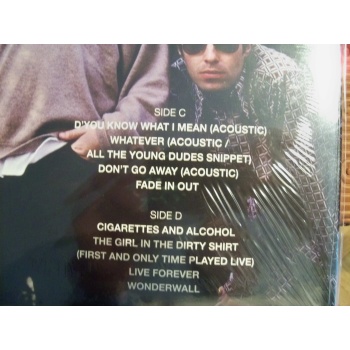 SIDE C
D'YOU KNOW WHAT I MEAN (ACOUSTIC)
WHATEVER (ACOUSTIC /
ALL THE YOUNG DUDES SNIPPET)
DON'T GO AWAY (ACOUSTIC)
FADE IN OUT
SIDE D
CIGARETTES AND ALCOHOL
THE GIRL IN THE DIRTY SHIRT
(FIRST AND ONLY TIME PLAYED LIVE)
LIVE FOREVER
WONDERWALL